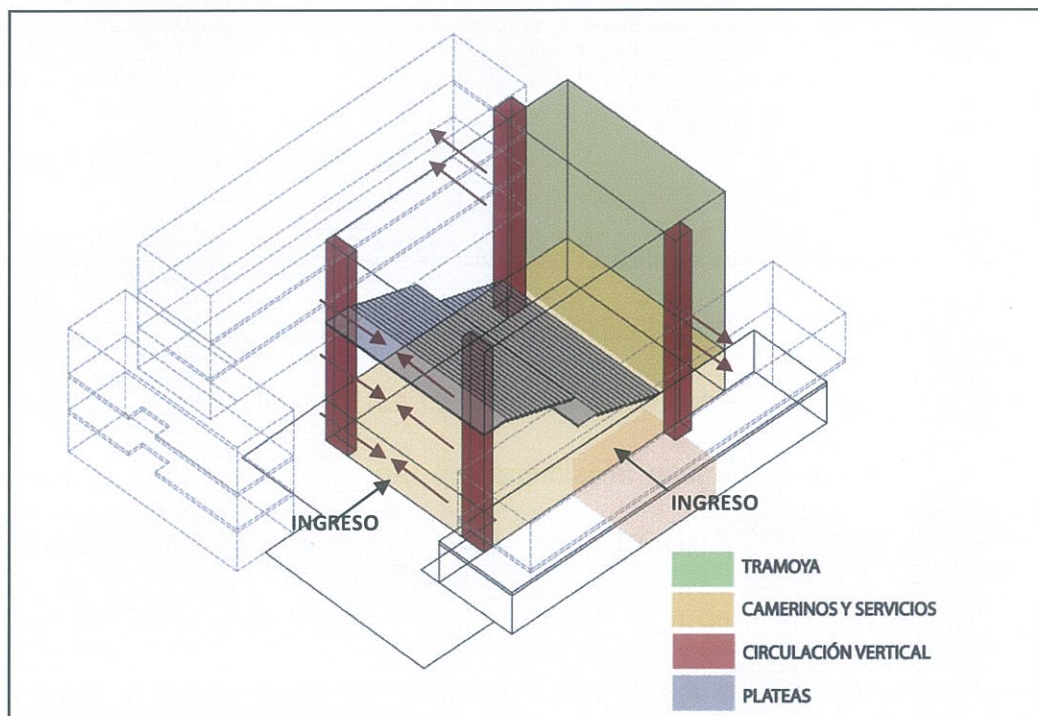 INGRESO
INGRESO
TRAMOYA
CAMERINOS Y SERVICIOS
CIRCULACIÓN VERTICAL
PLATEAS